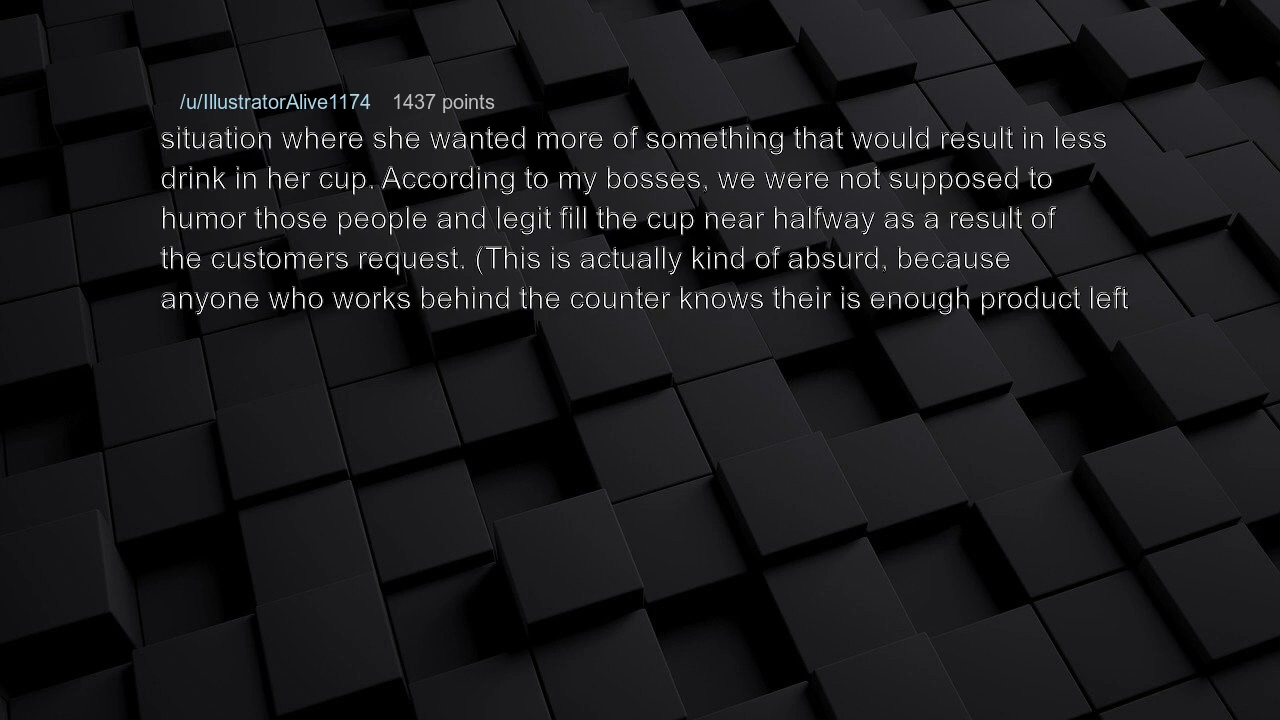 /u/IllustratorAlive1174 1437 points
situation where she wanted more of something that would result in less
drink in her cup. According to my bosses, we were not supposed to
humor those people and legit fill the cup near halfway as a result of
the customers request. (This is actually kind of absurd, because
anyone who works behind the counter knows their is enough product left